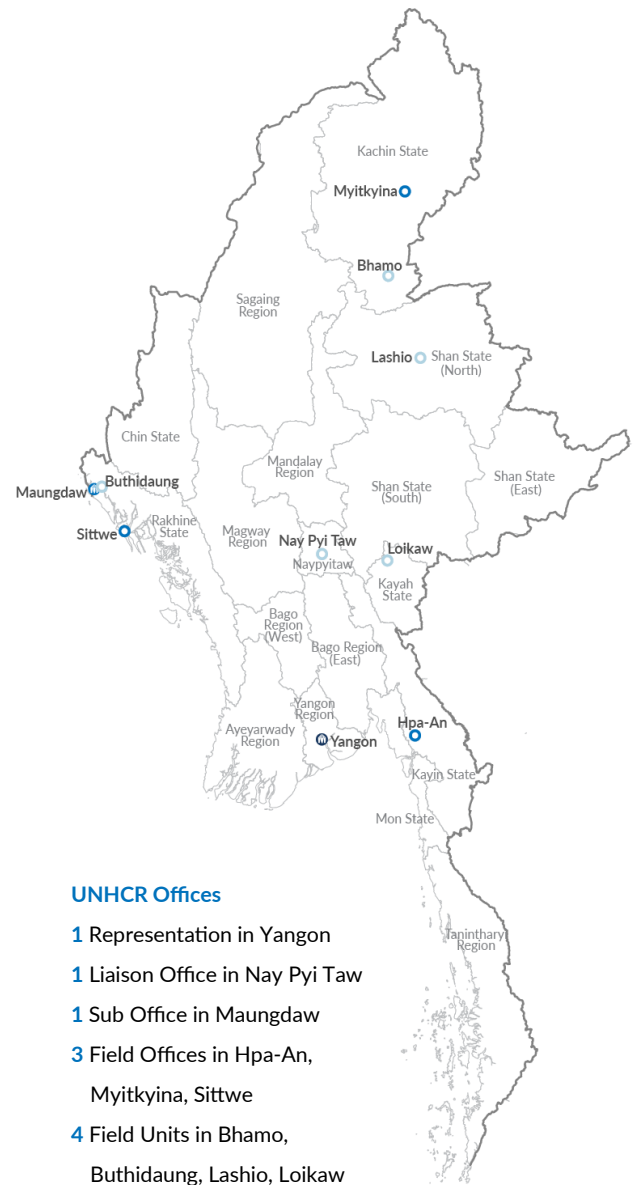 Kachin State
Myitkyina
Bhamo
Sagaing
Region
Lashio
Shan State
(North)
Chin State
Mandalay
Region
Shan State
(South)
Shan State
(East)
Buthidaung
Maungdaw
Sittwe
Rakhine
State
Magway
Region
Nay Pyi Taw
Naypyitaw
Loikaw
Kayah
State
Bago
Region
(West)
Bago Region
(East)
Yangon
Region
Ayeyarwady
Region
Yangon
Hpa-An
Kayin State
Mon State
Taninthary
Region
UNHCR Offices
1 Representation in Yangon
1 Liaison Office in Nay Pyi Taw
1 Sub Office in Maungdaw
3 Field Offices in Hpa-An,
Myitkyina, Sittwe
4 Field Units in Bhamo,
Buthidaung, Lashio, Loikaw